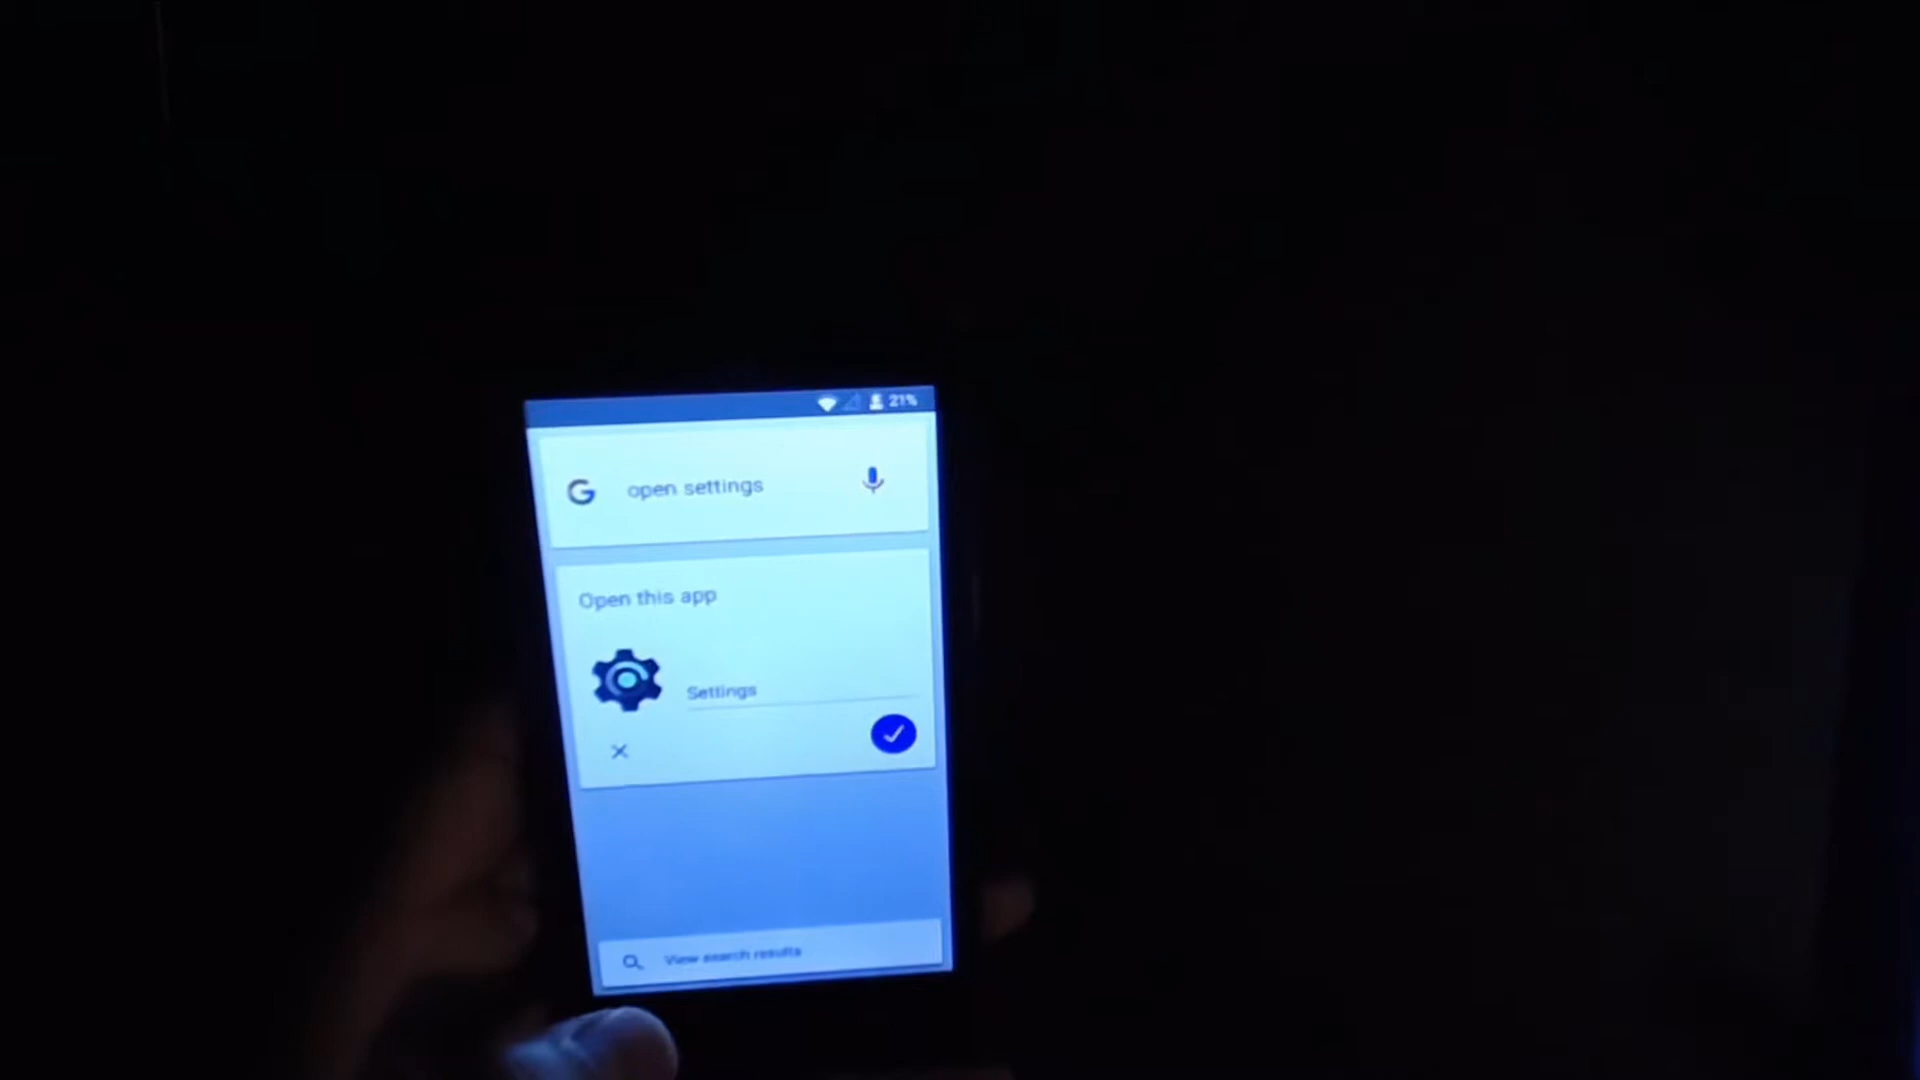 21%
G open settings
Open this app
Settings
View search results